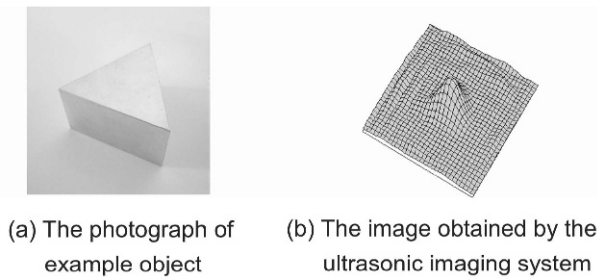 (a) The photograph of
example object
(b) The image obtained by the
ultrasonic imaging system